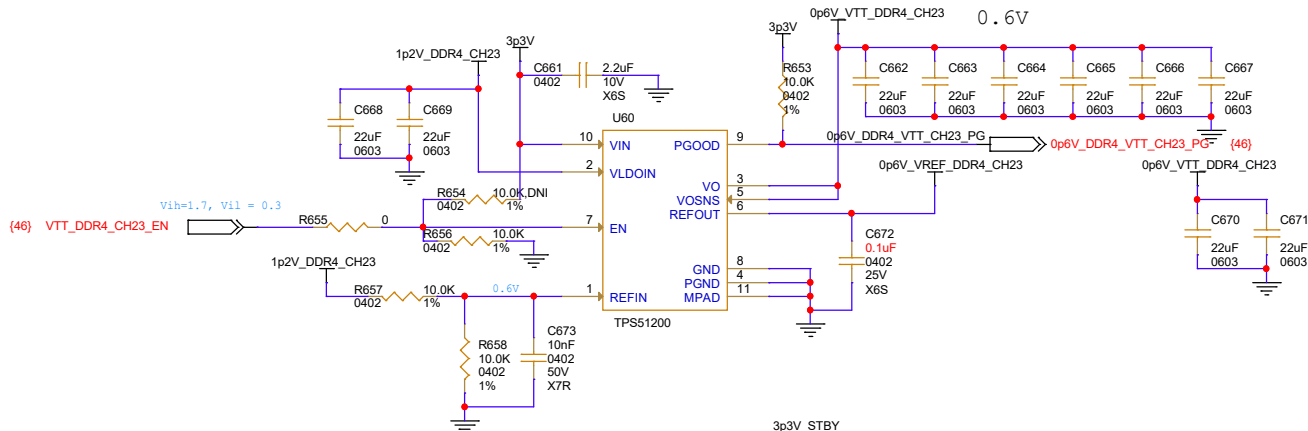 0p6V_VTT_DDR4_CH23
0.6V
3p3V
3p3V
1p2V_DDR4_CH23
C661
0402
2.2uF
10V
X6S
R653
10.0K
0402
1%
C662
22uF
0603
C663
22uF
0603
C664
22uF
0603
C665
22uF
0603
C666
22uF
0603
C667
22uF
0603
C668
22uF
0603
C669
22uF
0603
U60
10
VIN
PGOOD
9
0p6V_DDR4_VTT_CH23_PG
0p6V_DDR4_VTT_CH23_PG
{46}
2
VLDOIN
0p6V_VREF_DDR4_CH23
0p6V_VTT_DDR4_CH23
VO
3
VOSNS
5
REFOUT
6
R654
0402
10.0K,DNI
1%
Vih=1.7, Vil = 0.3
{46}
VTT_DDR4_CH23_EN
R655
0
7
EN
R656
0402
10.0K
1%
C672
0.1uF
0402
25V
X6S
C670
22uF
0603
C671
22uF
0603
1p2V_DDR4_CH23
GND
8
PGND
4
MPAD
11
R657
0402
10.0K
1%
0.6V
1
REFIN
TPS51200
R658
10.0K
0402
1%
C673
10nF
0402
50V
X7R
3p3V_STBY